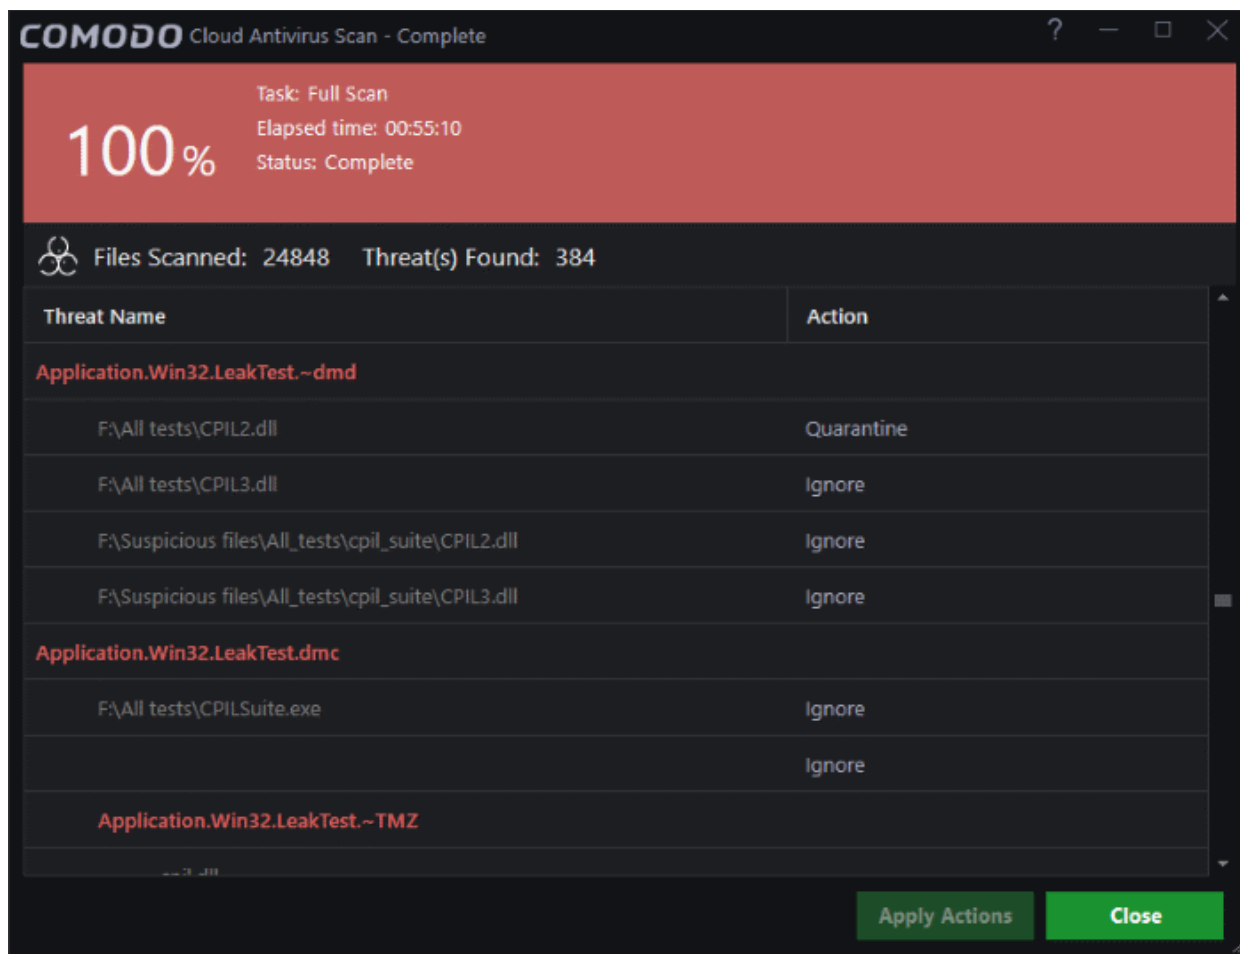 COMODO Cloud Antivirus Scan - Complete
?
100 %
Task: Full Scan
Elapsed time: 00:55:10
Status: Complete
Files Scanned: 24848 Threat(s) Found: 384
Threat Name Action
Application.Win32.LeakTest.~dmd
F:\All tests\CPIL2.dll Quarantine
F:\All tests\CPIL3.dll Ignore
F:\Suspicious files\All_tests\cpil_suite\CPIL2.dll Ignore
F:\Suspicious files\All_tests\cpil_suite\CPIL3.dll Ignore
Application.Win32.LeakTest.dmc
F:\All tests\CPILSuite.exe Ignore
Ignore
Application.Win32.LeakTest.~TMZ
Apply Actions Close